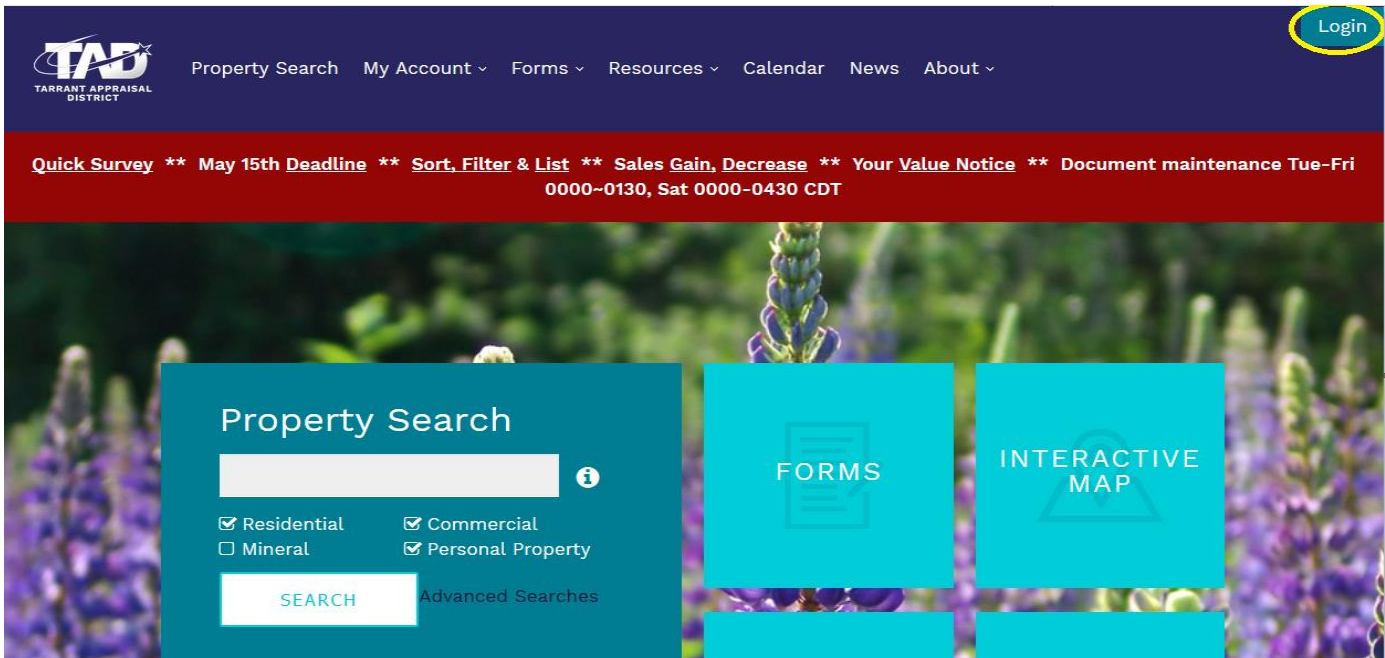 Login
TAD
TARRANT APPRAISAL
DISTRICT
Property Search My Account Forms Resources Calendar News About
Quick Survey ** May 15th Deadline ** Sort, Filter & List ** Sales Gain, Decrease ** Your Value Notice ** Document maintenance Tue-Fri
0000~0130, Sat 0000-0430 CDT
Property Search
Residential Commercial
Mineral Personal Property
SEARCH Advanced Searches
FORMS
INTERACTIVE
MAP